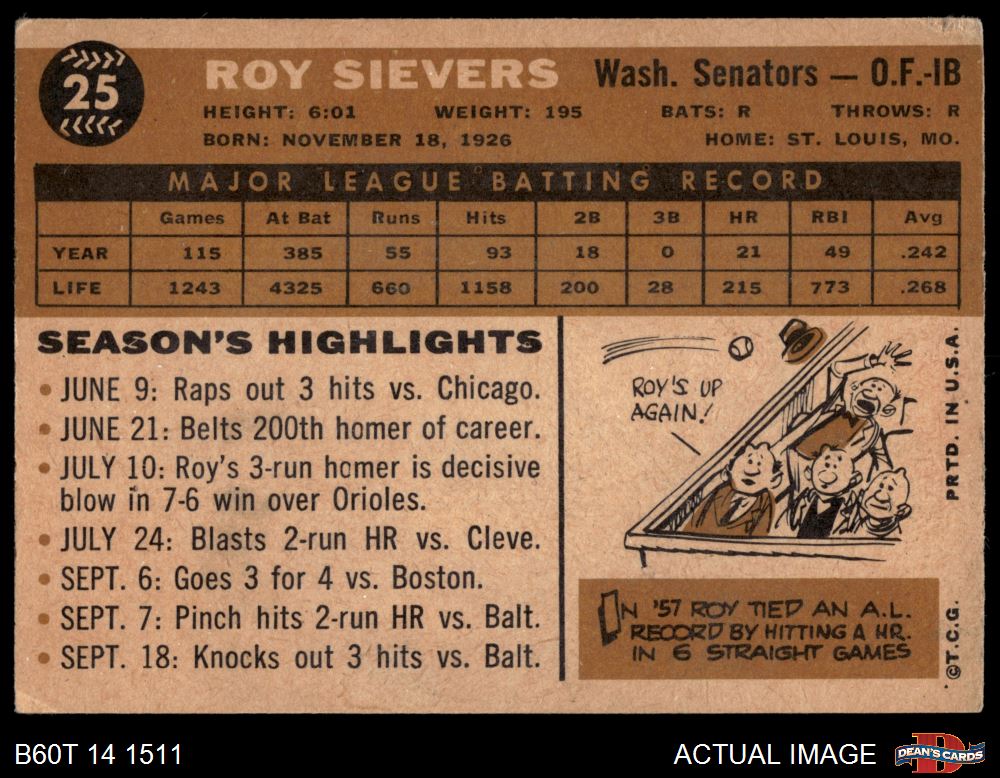 25
ROY SIEVERS Wash. Senators — O.F.-1B
HEIGHT: 6:01 WEIGHT: 195 BATS: R THROWS: R
BORN: NOVEMBER 18, 1926 HOME: ST. LOUIS, MO.
MAJOR LEAGUE BATTING RECORD
Games At Bat Runs Hits 2B 3B HR RBI Avg
YEAR 115 385 55 93 18 0 21 49 .242
LIFE 1243 4325 660 1158 200 28 215 773 .268
SEASON'S HIGHLIGHTS
• JUNE 9: Raps out 3 hits vs. Chicago.
• JUNE 21: Belts 200th homer of career.
• JULY 10: Roy's 3-run homer is decisive
blow in 7-6 win over Orioles.
• JULY 24: Blasts 2-run HR vs. Cleve.
• SEPT. 6: Goes 3 for 4 vs. Boston.
• SEPT. 7: Pinch hits 2-run HR vs. Balt.
• SEPT. 18: Knocks out 3 hits vs. Balt.
ROY'S UP
AGAIN!
IN '57 ROY TIED AN A.L.
RECORD BY HITTING A HR.
IN 6 STRAIGHT GAMES
©T.C.G. PRTD. IN U.S.A.
B60T 14 1511 ACTUAL IMAGE
DEAN'S CARDS